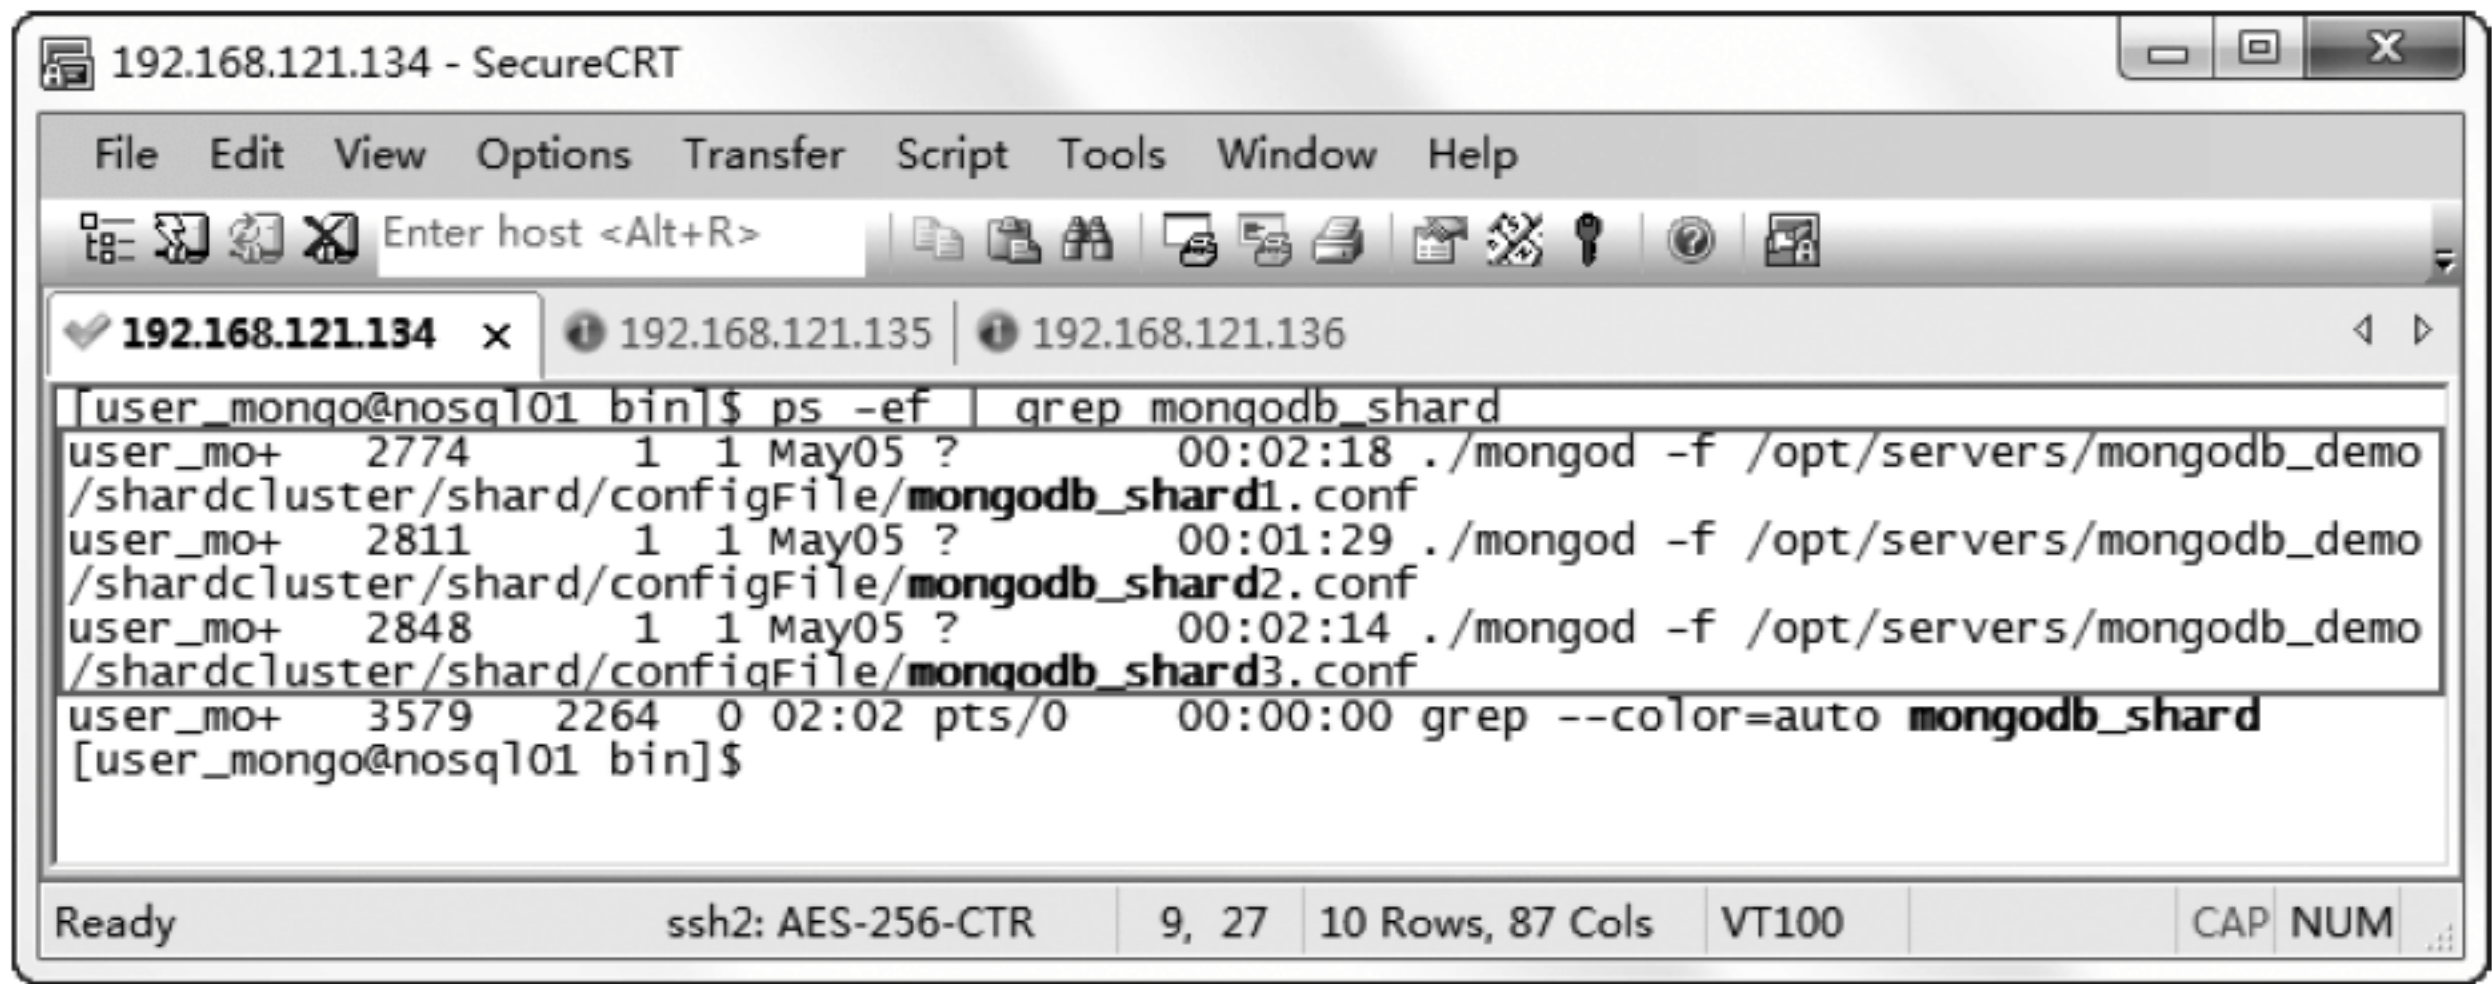 192.168.121.134 - SecureCRT
File Edit View Options Transfer Script Tools Window Help
Enter host <Alt+R>
192.168.121.134 x 192.168.121.135 192.168.121.136
[user_mongo@nosql01 bin]$ ps -ef | grep mongodb_shard
user_mo+   2774      1  1 May05 ?        00:02:18 ./mongod -f /opt/servers/mongodb_demo
/shardcluster/shard/configFile/mongodb_shard1.conf
user_mo+   2811      1  1 May05 ?        00:01:29 ./mongod -f /opt/servers/mongodb_demo
/shardcluster/shard/configFile/mongodb_shard2.conf
user_mo+   2848      1  1 May05 ?        00:02:14 ./mongod -f /opt/servers/mongodb_demo
/shardcluster/shard/configFile/mongodb_shard3.conf
user_mo+   3579   2264  0 02:02 pts/0    00:00:00 grep --color=auto mongodb_shard
[user_mongo@nosql01 bin]$
Ready ssh2: AES-256-CTR 9, 27 10 Rows, 87 Cols VT100 CAP NUM